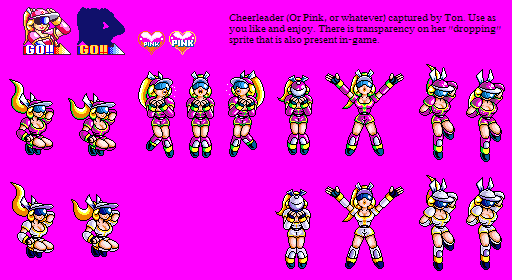 Cheerleader (Or Pink, or whatever) captured by Ton. Use as
you like and enjoy. There is transparency on her "dropping"
sprite that is also present in-game.
GO!! GO!! PINK PINK